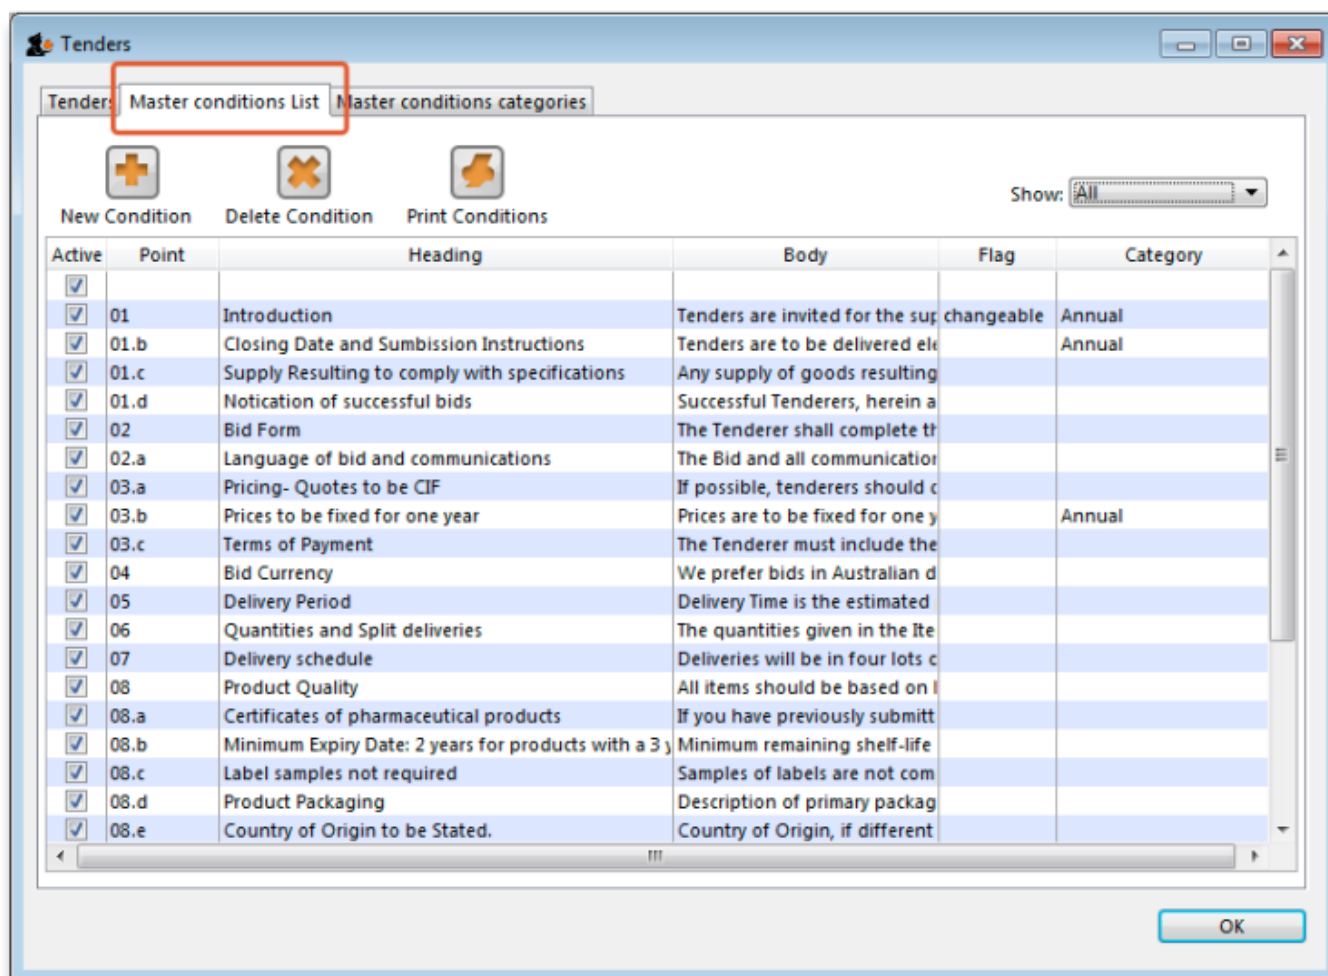 Tenders
Tenders Master conditions List Master conditions categories
New Condition Delete Condition Print Conditions Show: All
Active Point Heading Body Flag Category
01 Introduction Tenders are invited for the changeable Annual
01.b Closing Date and Sumbission Instructions Tenders are to be delivered Annual
01.c Supply Resulting to comply with specifications Any supply of goods resulting
01.d Notication of successful bids Successful Tenderers, herein a
02 Bid Form The Tenderer shall complete
02.a Language of bid and communications The Bid and all
03.a Pricing- Quotes to be CIF If possible, tenderers should
03.b Prices to be fixed for one year Prices are to be fixed for one Annual
03.c Terms of Payment The Tenderer must include the
04 Bid Currency We prefer bids in Australian d
05 Delivery Period Delivery Time is the estimated
06 Quantities and Split deliveries The quantities given in the Ite
07 Delivery schedule Deliveries will be in four lots
08 Product Quality All items should be based on
08.a Certificates of pharmaceutical products If you have previously submitt
08.b Minimum Expiry Date: 2 years for products with a 3 Minimum remaining shelf-life
08.c Label samples not required Samples of labels are not com
08.d Product Packaging Description of primary packag
08.e Country of Origin to be Stated. Country of Origin, if different
OK